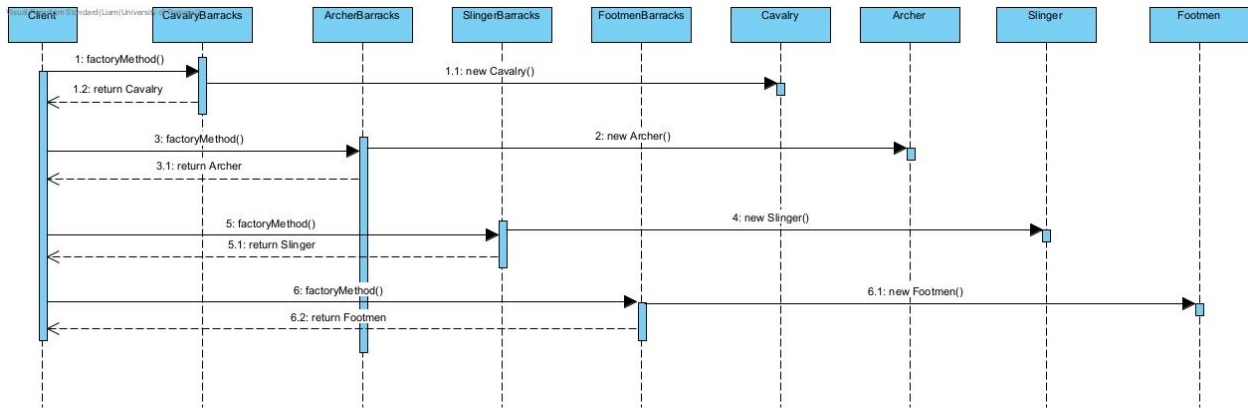 Client
CavalryBarracks
ArcherBarracks
SlingerBarracks
FootmenBarracks
Cavalry
Archer
Slinger
Footmen
1: factoryMethod()
1.1: new Cavalry()
1.2: return Cavalry
3: factoryMethod()
2: new Archer()
3.1: return Archer
5: factoryMethod()
4: new Slinger()
5.1: return Slinger
6: factoryMethod()
6.1: new Footmen()
6.2: return Footmen